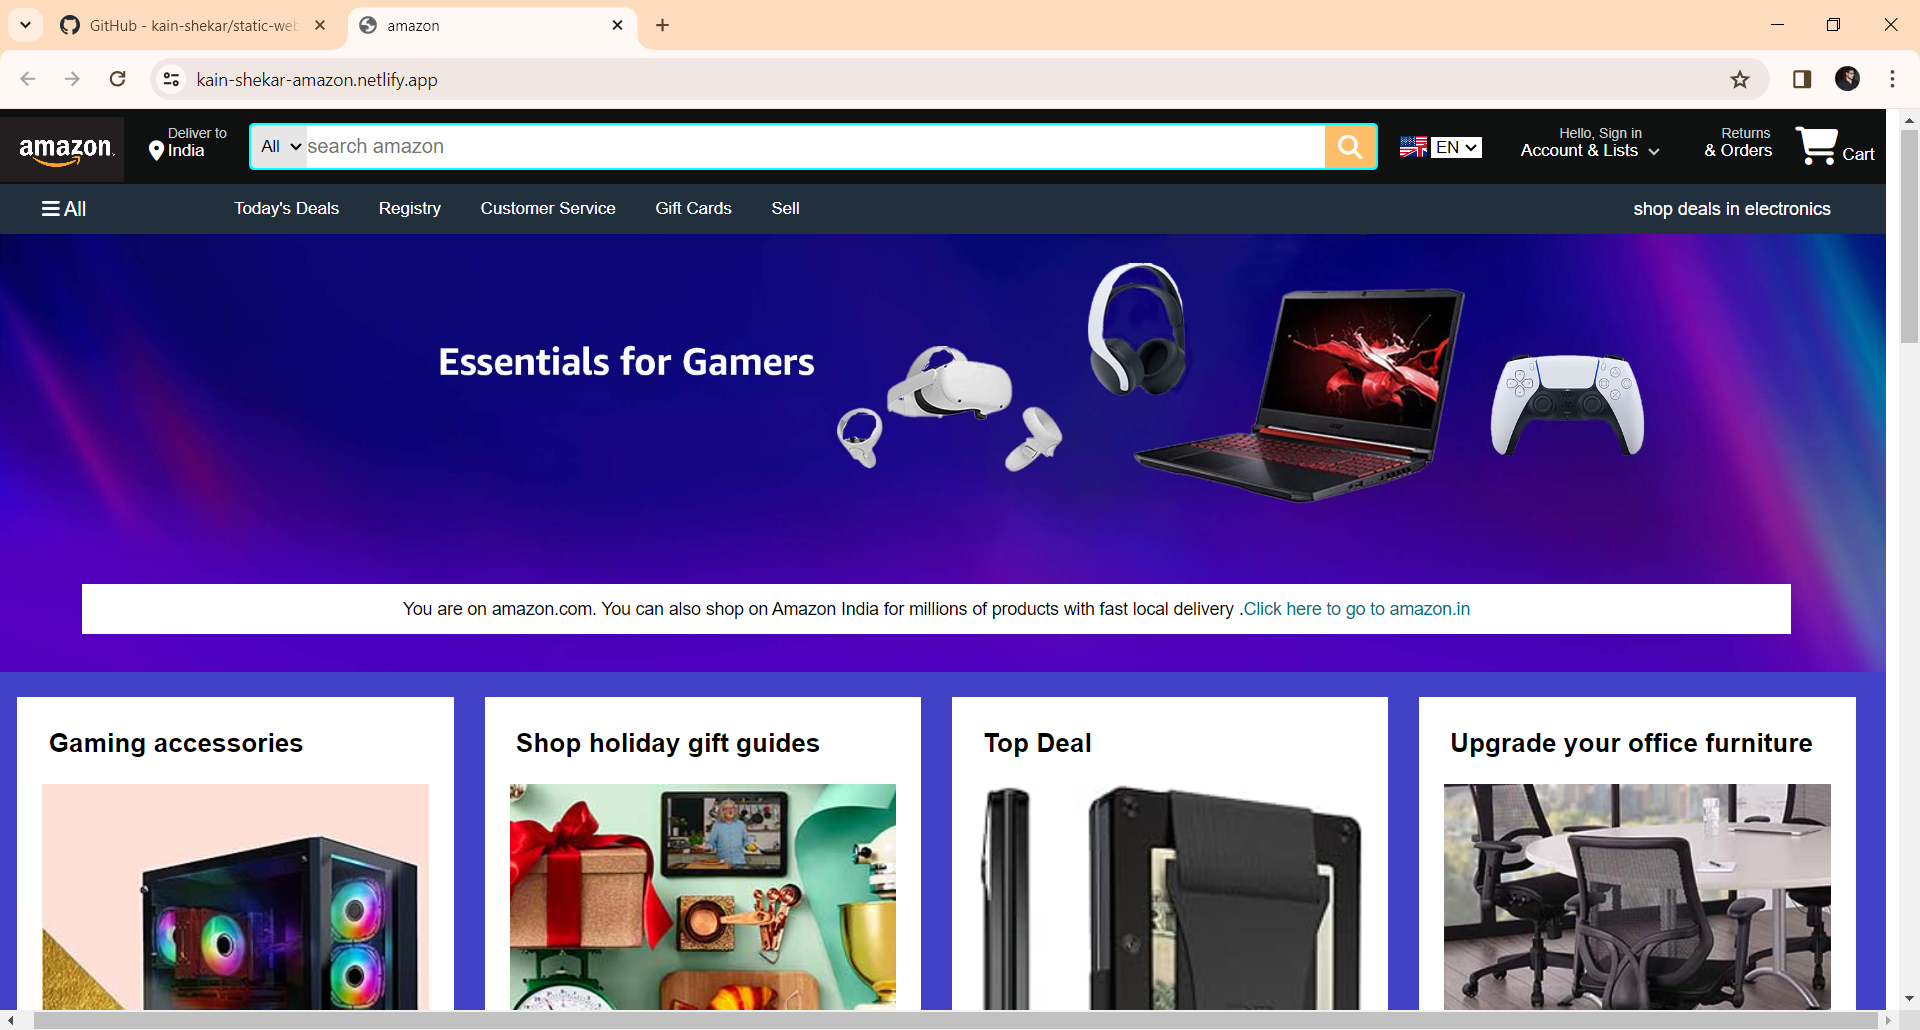 GitHub - kain-shekar/static-web
amazon
kain-shekar-amazon.netlify.app
amazon
Deliver to
India
All
search amazon
EN
Hello, Sign in
Account & Lists
Returns
& Orders
Cart
All
Today's Deals
Registry
Customer Service
Gift Cards
Sell
shop deals in electronics
Essentials for Gamers
You are on amazon.com. You can also shop on Amazon India for millions of products with fast local delivery .Click here to go to amazon.in
Gaming accessories
Shop holiday gift guides
Top Deal
Upgrade your office furniture